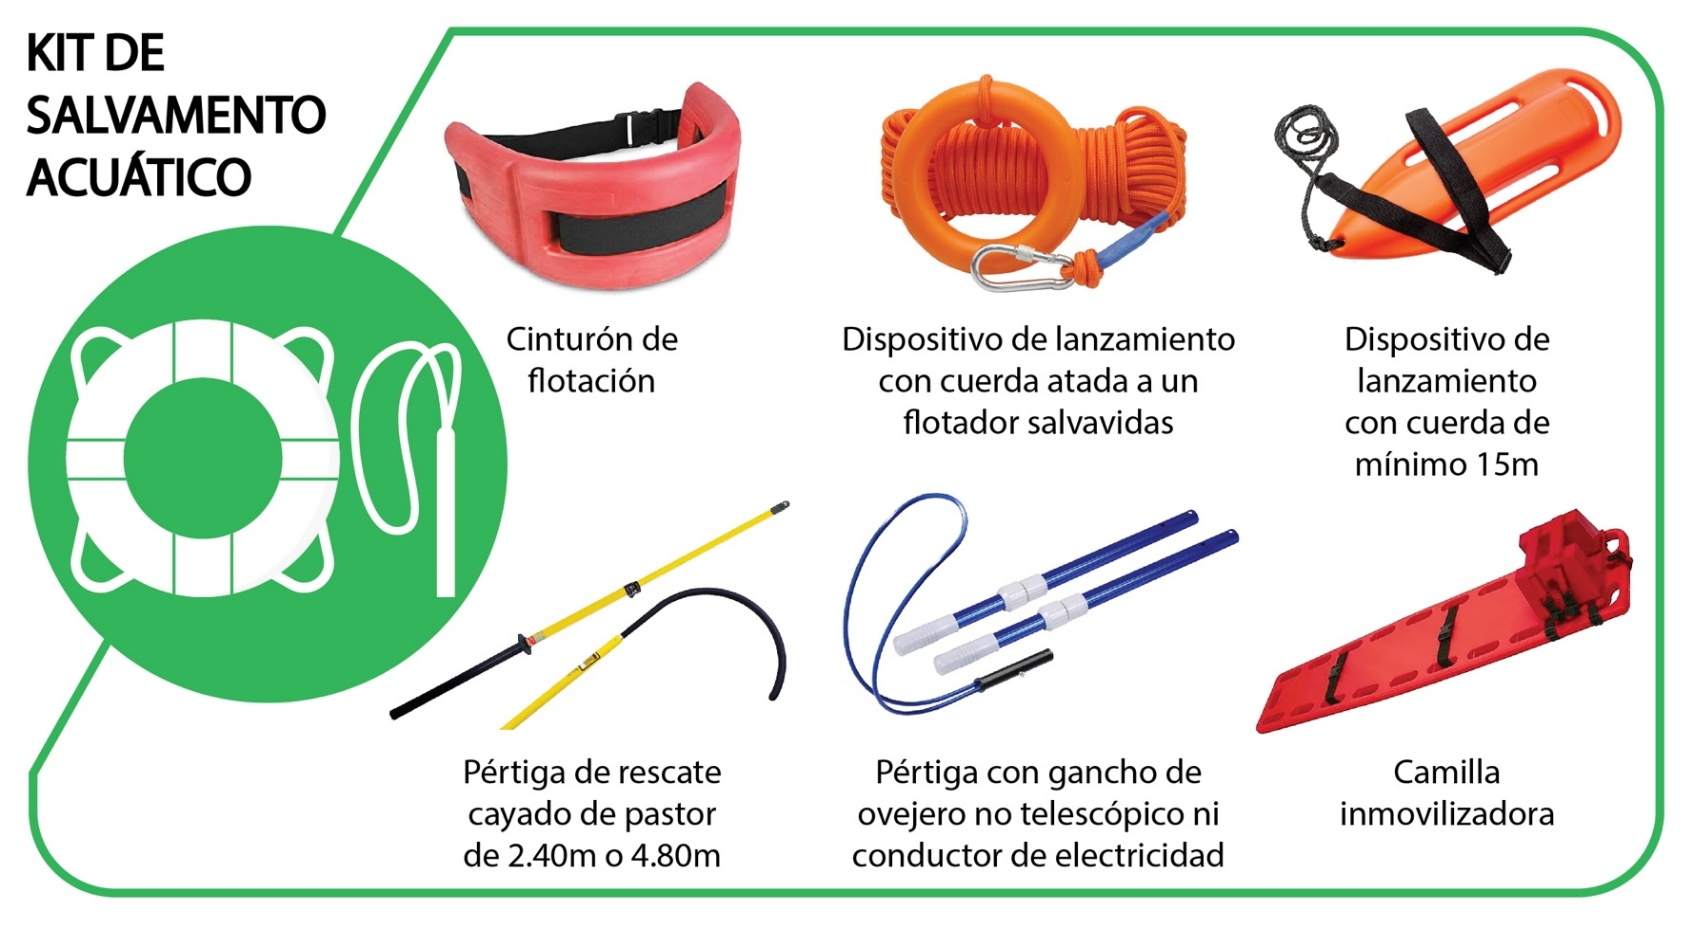 KIT DE
SALVAMENTO
ACUÁTICO
Cinturón de
flotación
Dispositivo de lanzamiento
con cuerda atada a un
flotador salvavidas
Dispositivo de
lanzamiento
con cuerda de
mínimo 15m
Pértiga de rescate
cayado de pastor
de 2.40m o 4.80m
Pértiga con gancho de
ovejero no telescópico ni
conductor de electricidad
Camilla
inmovilizadora